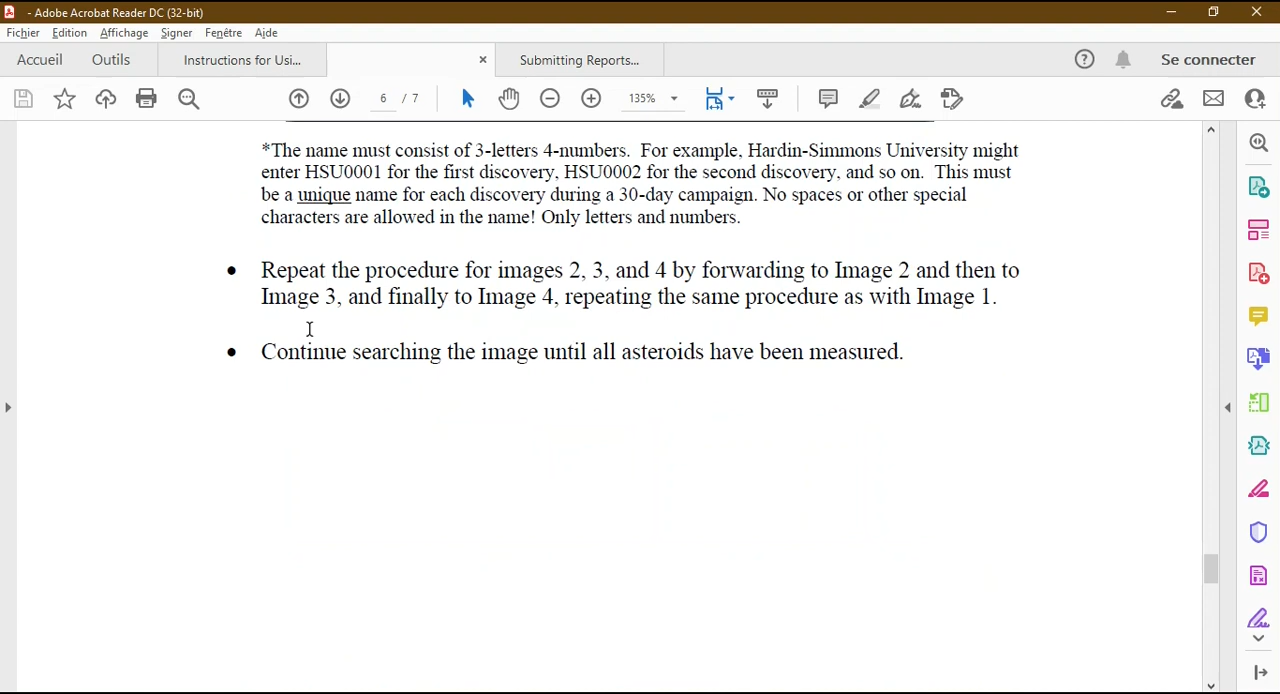 - Adobe Acrobat Reader DC (32-bit)
Fichier Edition Affichage Signer Fenêtre Aide
Accueil Outils Instructions for Usi... Submitting Reports... Se connecter
6 / 7 135%
*The name must consist of 3-letters 4-numbers. For example, Hardin-Simmons University might
enter HSU0001 for the first discovery, HSU0002 for the second discovery, and so on. This must
be a unique name for each discovery during a 30-day campaign. No spaces or other special
characters are allowed in the name! Only letters and numbers.
• Repeat the procedure for images 2, 3, and 4 by forwarding to Image 2 and then to
Image 3, and finally to Image 4, repeating the same procedure as with Image 1.
• Continue searching the image until all asteroids have been measured.